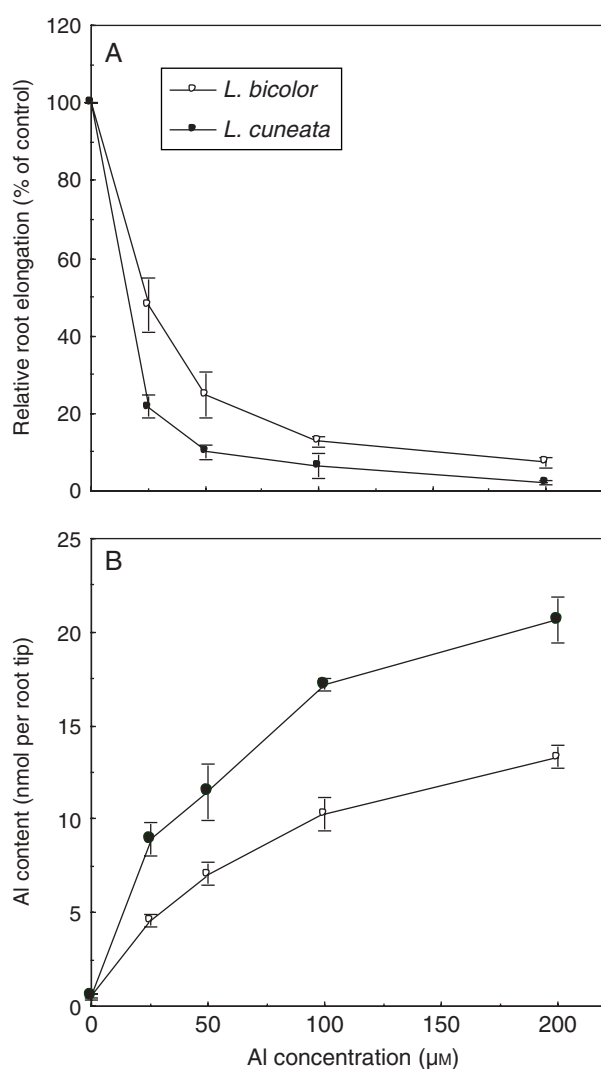 A
L. bicolor
L. cuneata
Relative root elongation (% of control)
120
100
80
60
40
20
0
B
Al content (nmol per root tip)
25
20
15
10
5
0
0 50 100 150 200
Al concentration (μM)